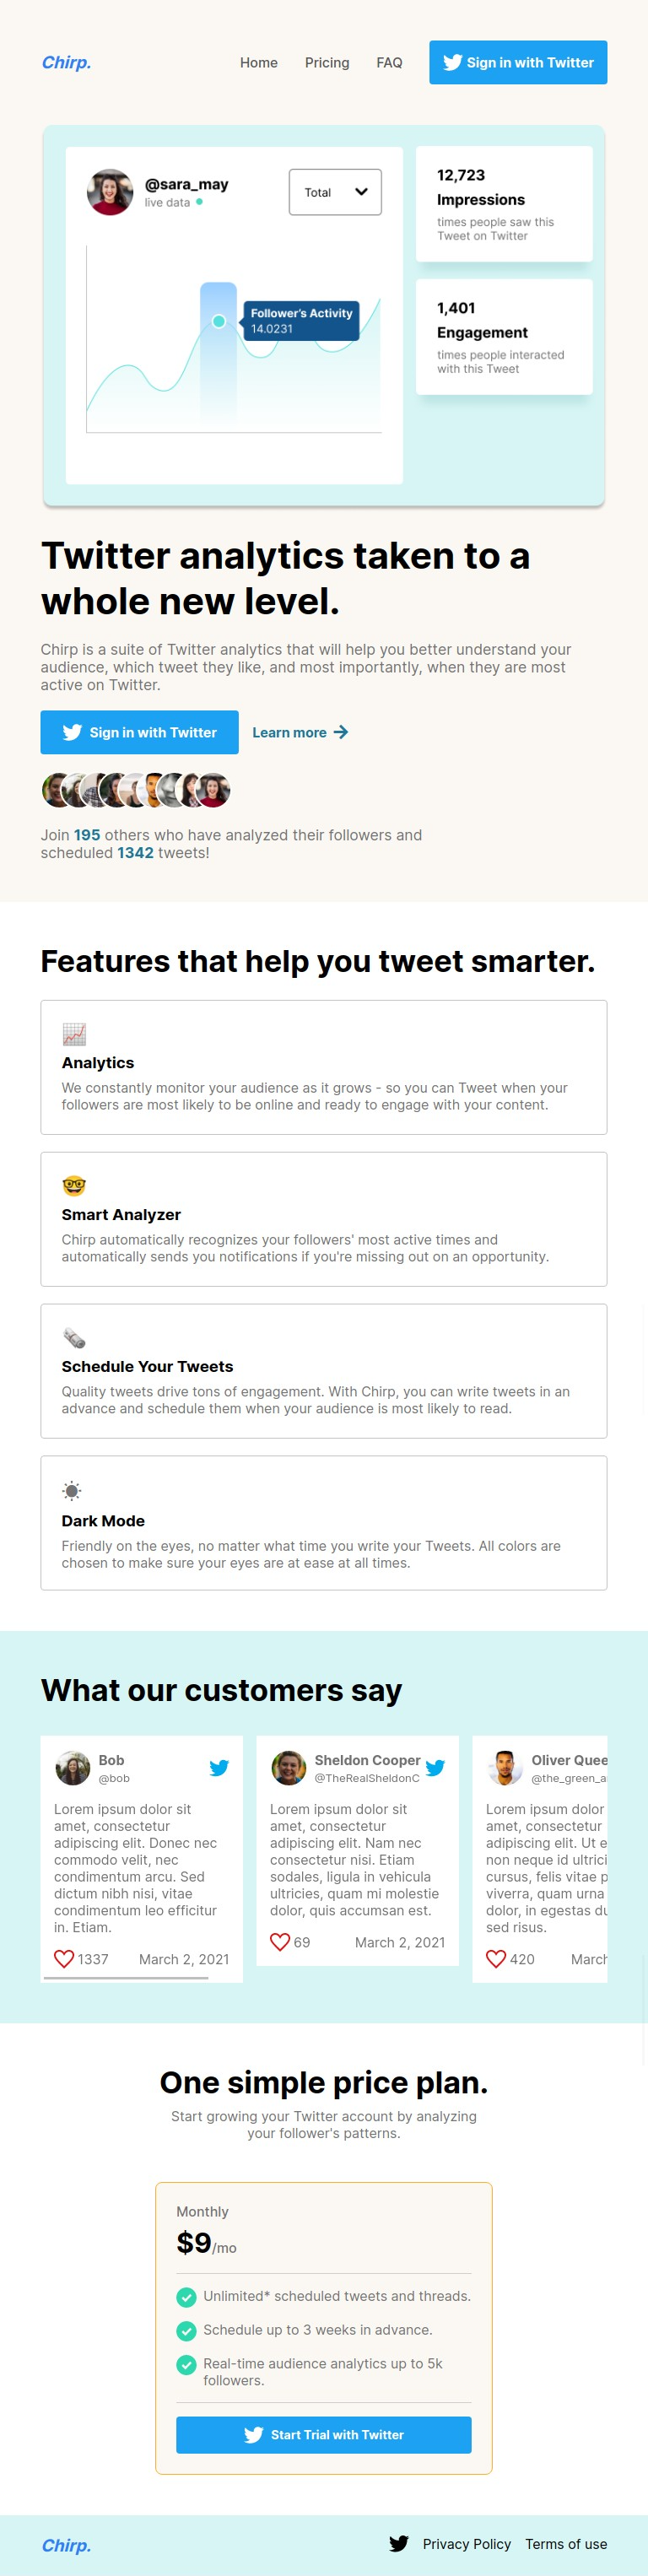 Chirp.
Home
Pricing
FAQ
Sign in with Twitter
@sara_may
live data
Total
Follower's Activity
14.0231
12,723
Impressions
times people saw this
Tweet on Twitter
1,401
Engagement
times people interacted
with this Tweet
Twitter analytics taken to a
whole new level.
Chirp is a suite of Twitter analytics that will help you better understand your
audience, which tweet they like, and most importantly, when they are most
active on Twitter.
Sign in with Twitter
Learn more
Join 195 others who have analyzed their followers and
scheduled 1342 tweets!
Features that help you tweet smarter.
Analytics
We constantly monitor your audience as it grows - so you can Tweet when your
followers are most likely to be online and ready to engage with your content.
Smart Analyzer
Chirp automatically recognizes your followers' most active times and
automatically sends you notifications if you're missing out on an opportunity.
Schedule Your Tweets
Quality tweets drive tons of engagement. With Chirp, you can write tweets in an
advance and schedule them when your audience is most likely to read.
Dark Mode
Friendly on the eyes, no matter what time you write your Tweets. All colors are
chosen to make sure your eyes are at ease at all times.
What our customers say
Bob
@bob
Lorem ipsum dolor sit
amet, consectetur
adipiscing elit. Donec nec
commodo velit, nec
condimentum arcu. Sed
dictum nibh nisi, vitae
condimentum leo efficitur
in. Etiam.
1337
March 2, 2021
Sheldon Cooper
@TheRealSheldonC
Lorem ipsum dolor sit
amet, consectetur
adipiscing elit. Nam nec
consectetur nisi. Etiam
sodales, ligula in vehicula
ultricies, quam mi molestie
dolor, quis accumsan est.
69
March 2, 2021
Oliver Quee
@the_green_a
Lorem ipsum dolor
amet, consectetur
adipiscing elit. Ut e
non neque id ultrici
cursus, felis vitae p
viverra, quam urna
dolor, in egestas du
sed risus.
420
March
One simple price plan.
Start growing your Twitter account by analyzing
your follower's patterns.
Monthly
$9/mo
Unlimited* scheduled tweets and threads.
Schedule up to 3 weeks in advance.
Real-time audience analytics up to 5k
followers.
Start Trial with Twitter
Chirp.
Privacy Policy
Terms of use